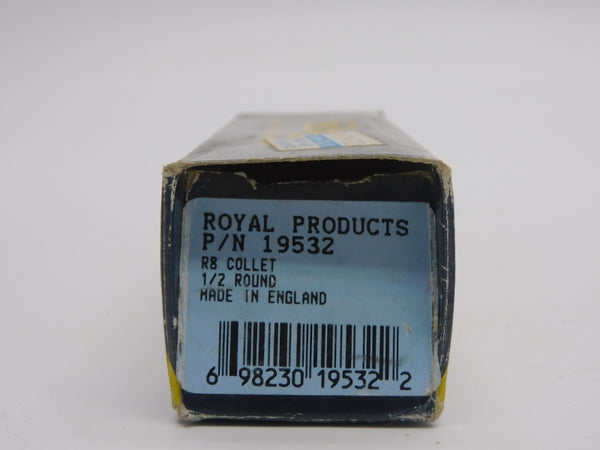 ROYAL PRODUCTS
P/N 19532
R8 COLLET
1/2 ROUND
MADE IN ENGLAND
6 98230 19532 2